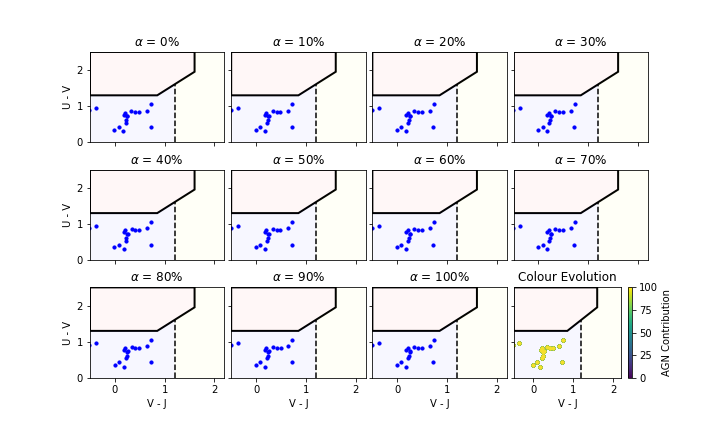 α = 0%
α = 10%
α = 20%
α = 30%
2
1
0
U - V
α = 40%
α = 50%
α = 60%
α = 70%
2
1
0
U - V
α = 80%
α = 90%
α = 100%
Colour Evolution
2
1
0
U - V
100
75
50
25
0
AGN Contribution
0 1 2
0 1 2
0 1 2
0 1 2
V - J
V - J
V - J
V - J